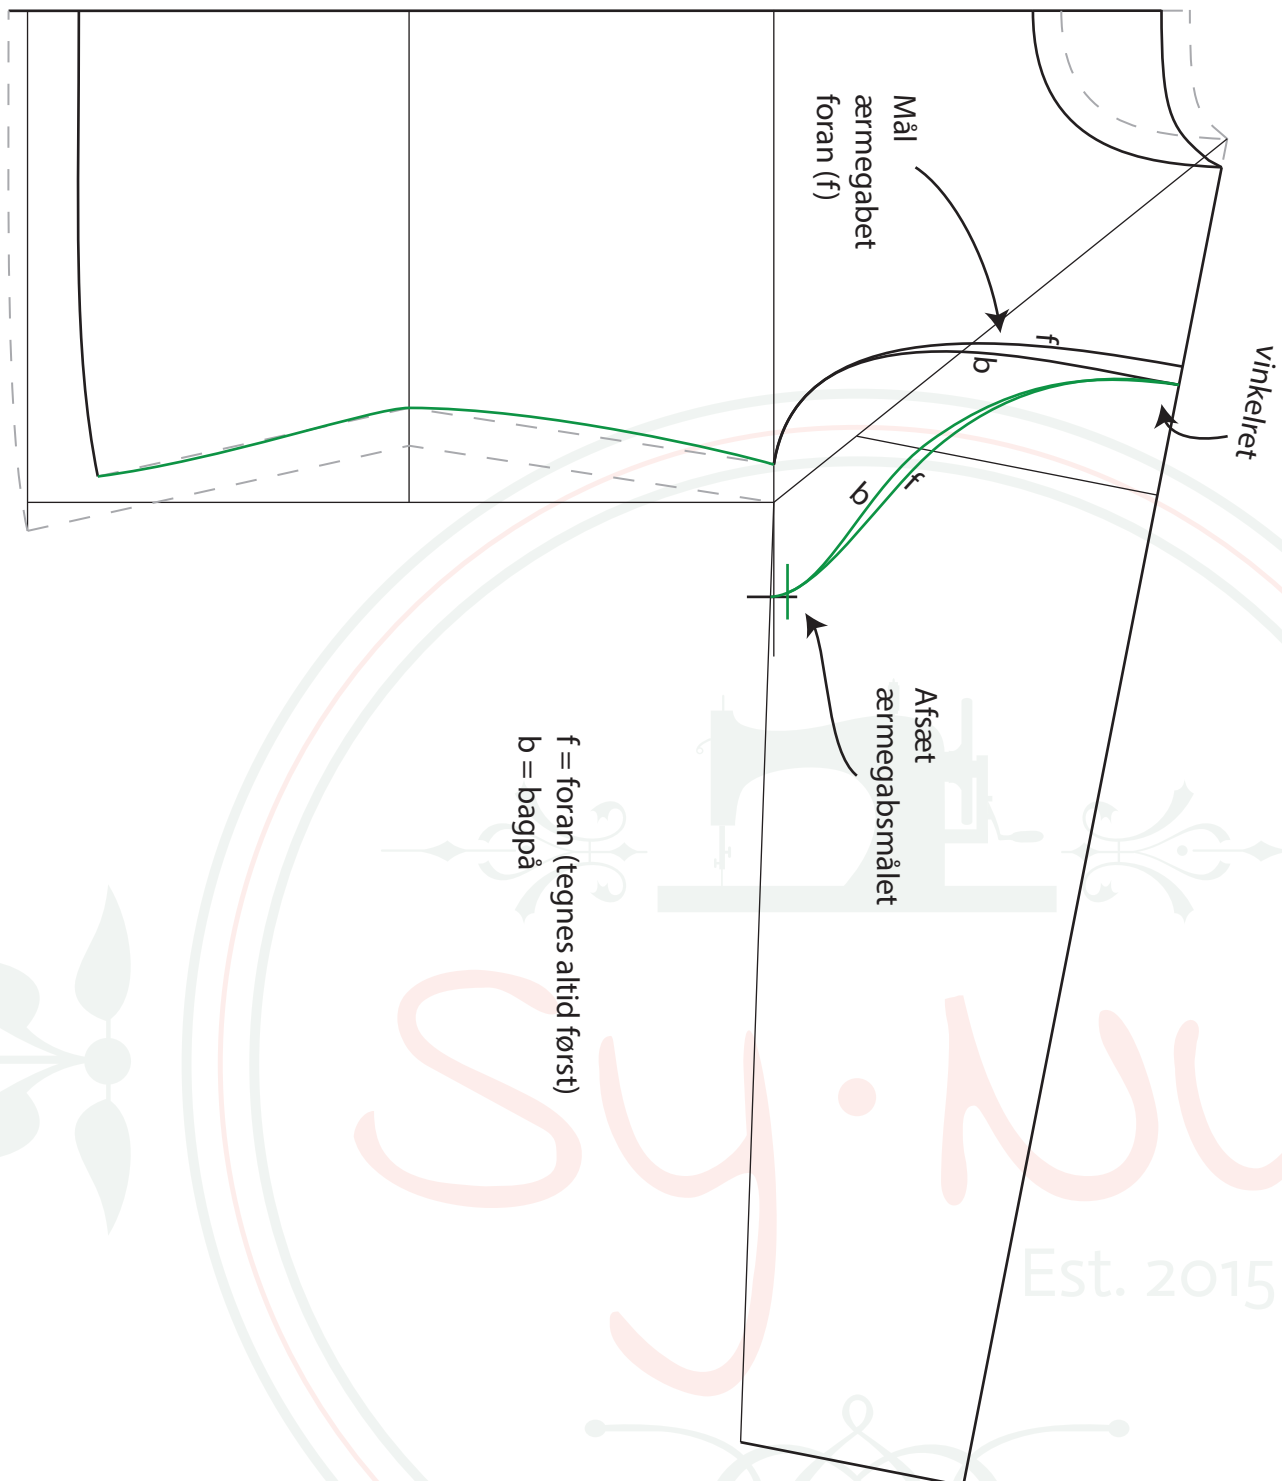 vinkelret
Mål
ærmegabet
foran (f)
f
b
b
f
Afsæt
ærmegabsmålet
f = foran (tegnes altid først)
b = bagpå
Sy·NU
Est. 2015